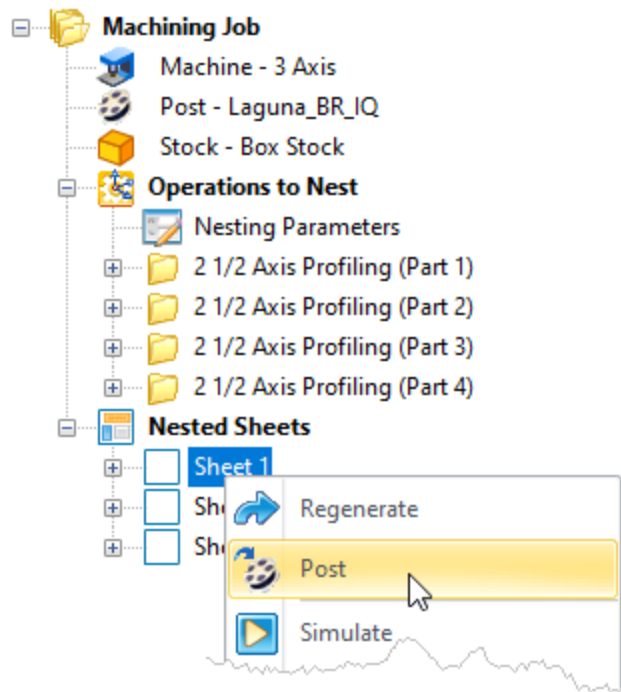 Machining Job
Machine - 3 Axis
Post - Laguna_BR_IQ
Stock - Box Stock
Operations to Nest
Nesting Parameters
2 1/2 Axis Profiling (Part 1)
2 1/2 Axis Profiling (Part 2)
2 1/2 Axis Profiling (Part 3)
2 1/2 Axis Profiling (Part 4)
Nested Sheets
Sheet 1
Regenerate
Post
Simulate